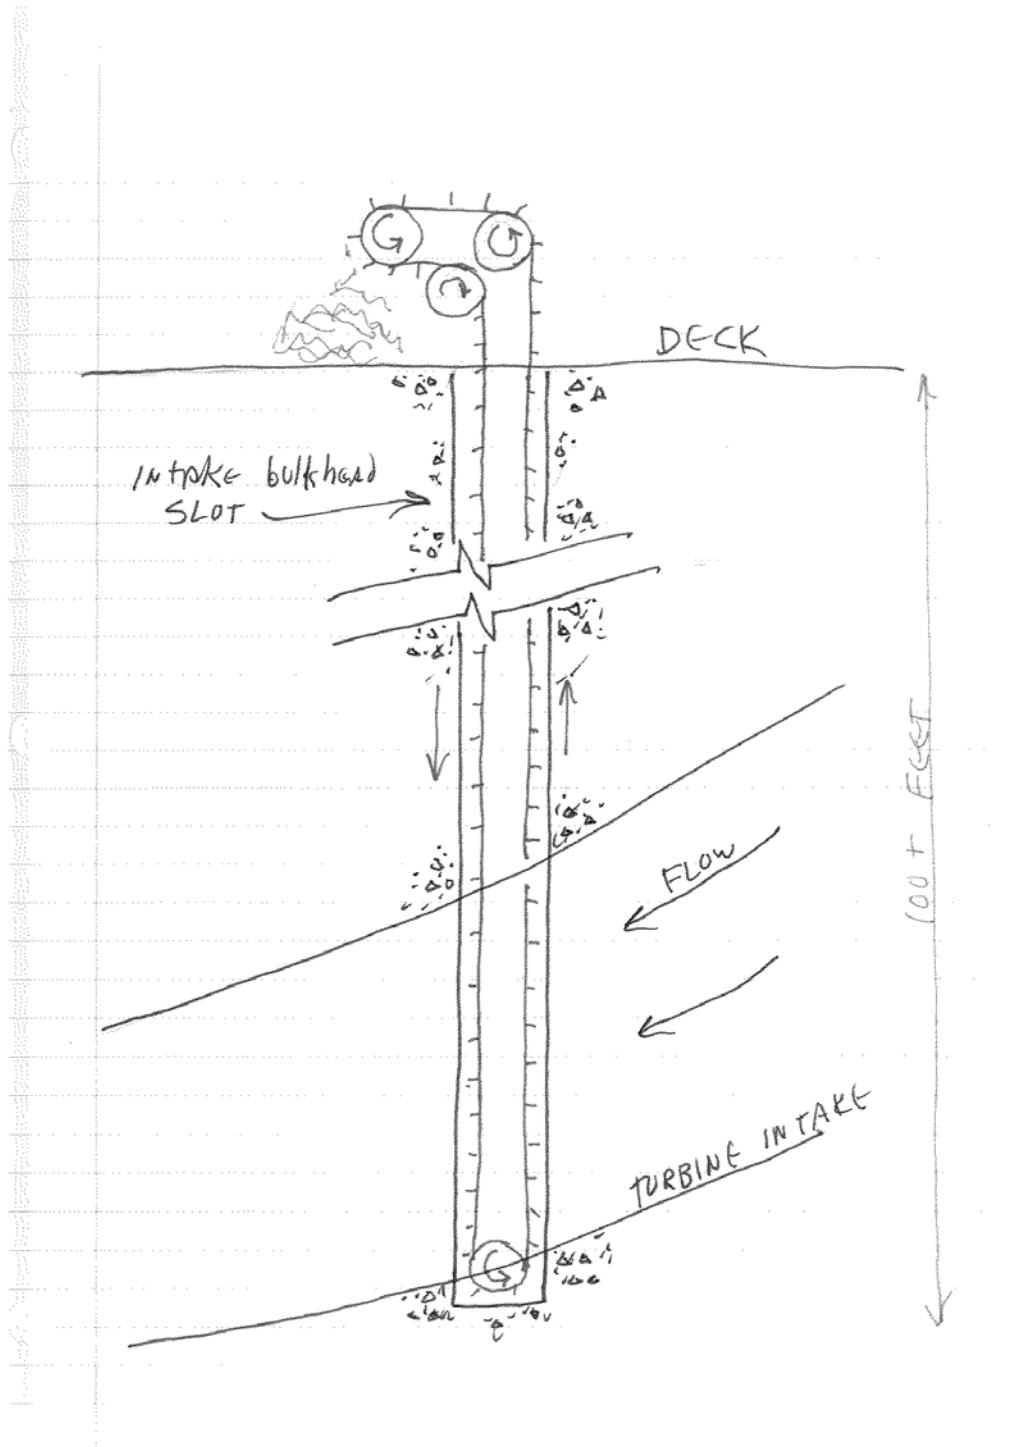 DECK
INTAKE bulkhead
SLOT
FLOW
100+ FEET
TURBINE INTAKE